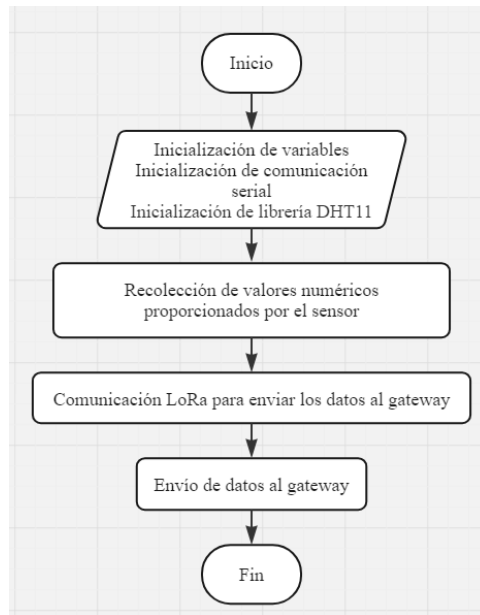 Inicio
Inicialización de variables
Inicialización de comunicación
serial
Inicialización de librería DHT11
Recolección de valores numéricos
proporcionados por el sensor
Comunicación LoRa para enviar los datos al gateway
Envío de datos al gateway
Fin